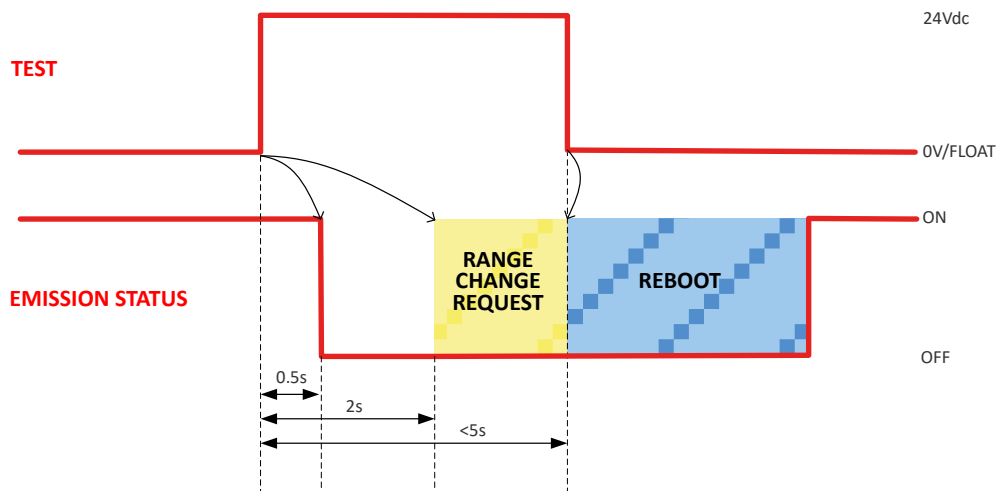 24Vdc
TEST
0V/FLOAT
ON
RANGE
CHANGE
REQUEST
REBOOT
EMISSION STATUS
OFF
0.5s
2s
<5s